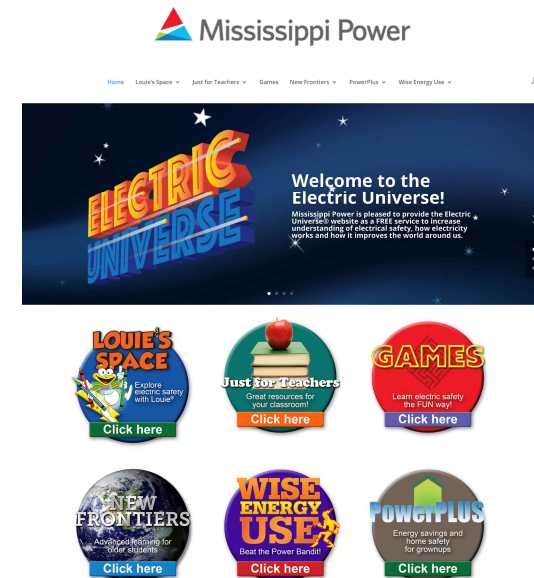 Mississippi Power
Home Louie's Space Just for Teachers Games New Frontiers PowerPlus Wise Energy Use
ELECTRIC
UNIVERSE
Welcome to the
Electric Universe!
Mississippi Power is pleased to provide the Electric
Universe® website as a FREE service to increase
understanding of electrical safety, how electricity
works and how it improves the world around us.
LOUIE'S
SPACE
Explore
electric safety
with Louie®
Click here
Just for Teachers
Great resources for
your classroom!
Click here
GAMES
Learn electric safety
the FUN way!
Click here
NEW
FRONTIERS
Advanced learning for
older students
Click here
WISE
ENERGY
USE
Beat the Power Bandit!
Click here
PowerPLUS
Energy savings and
home safety
for grownups
Click here